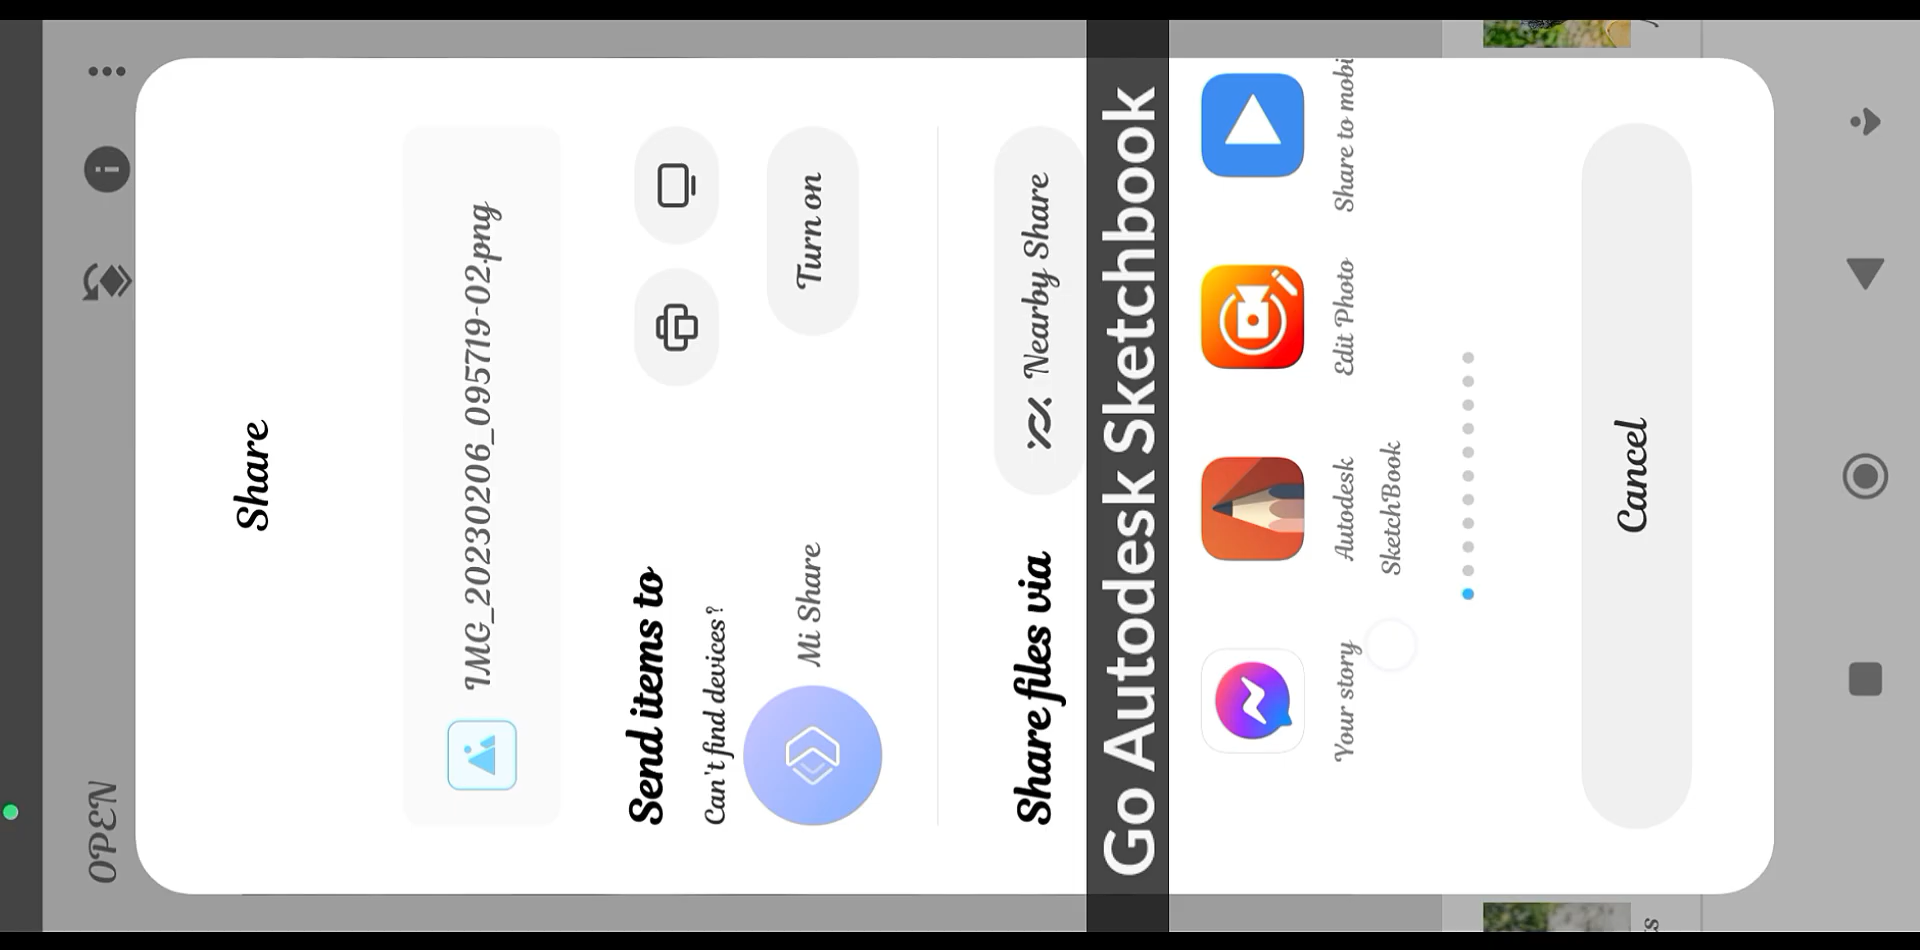 OPEN
Share
IMG_20230206_095719-02.png
Send items to
Can't find devices?
Mi Share
Turn on
Share files via
Nearby Share
Go Autodesk Sketchbook
Your story
Autodesk
SketchBook
Edit Photo
Share to mobi
Cancel